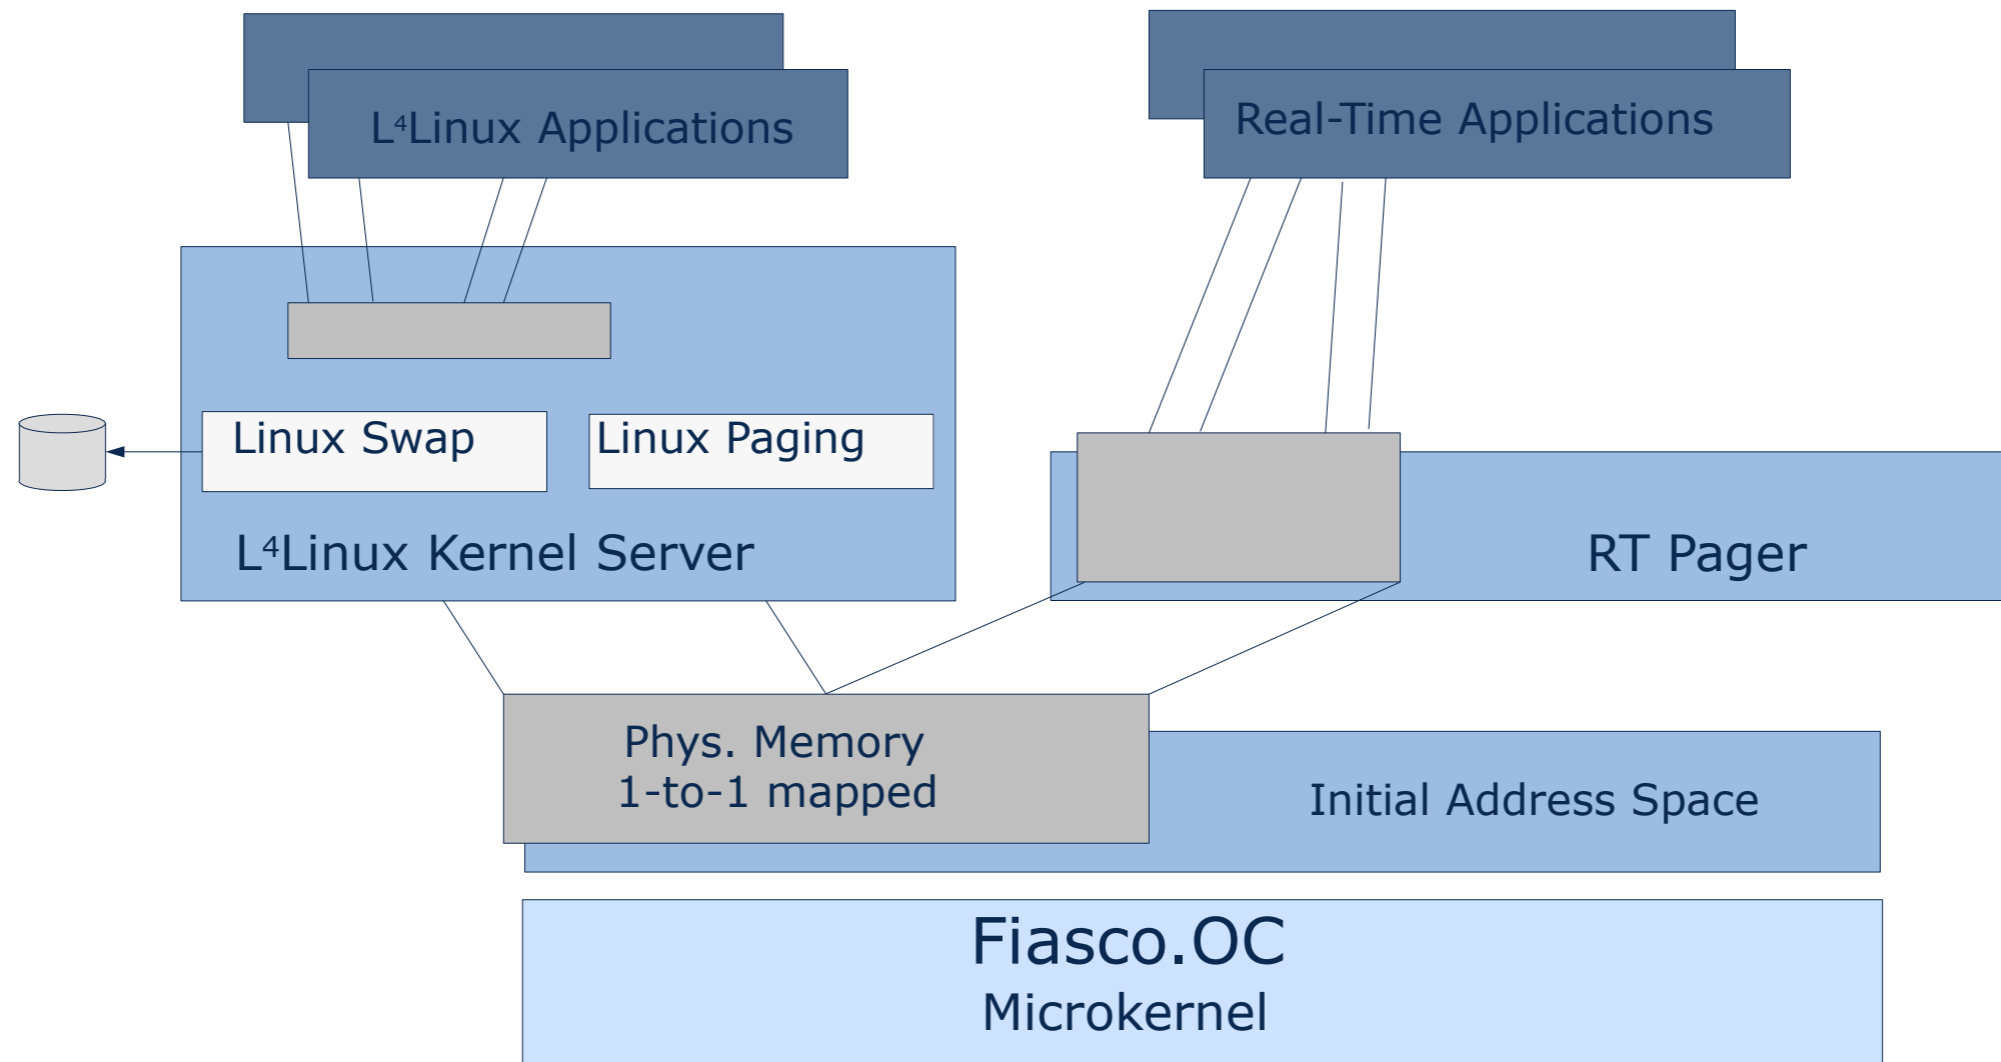 L⁴Linux Applications
Real-Time Applications
Linux Swap
Linux Paging
L⁴Linux Kernel Server
RT Pager
Phys. Memory
1-to-1 mapped
Initial Address Space
Fiasco.OC
Microkernel